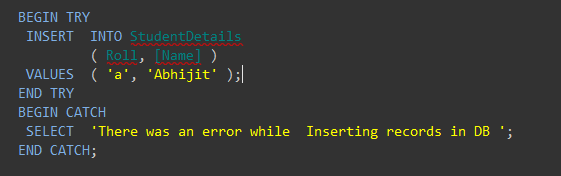 BEGIN TRY
INSERT  INTO StudentDetails
( Roll, [Name] )
VALUES  ( 'a', 'Abhijit' );
END TRY
BEGIN CATCH
SELECT  'There was an error while  Inserting records in DB ';
END CATCH;